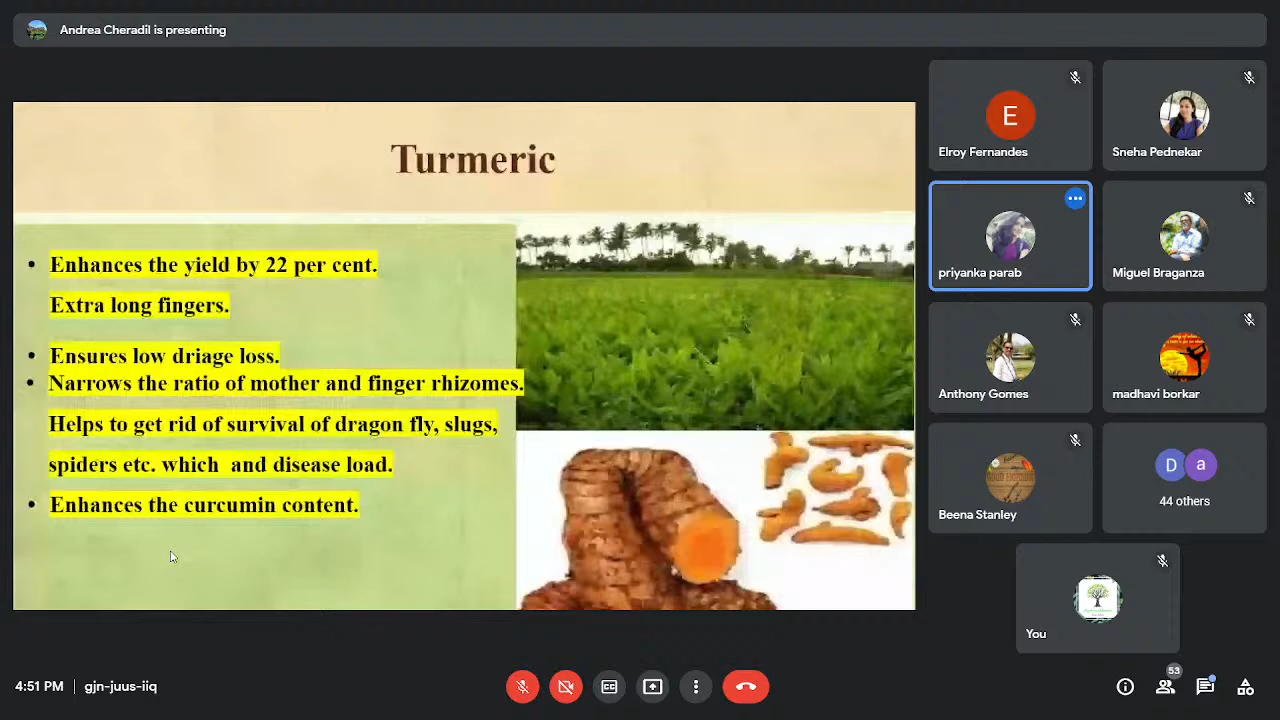 Andrea Cheradil is presenting
Turmeric
• Enhances the yield by 22 per cent.
Extra long fingers.
• Ensures low driage loss.
• Narrows the ratio of mother and finger rhizomes.
Helps to get rid of survival of dragon fly, slugs,
spiders etc. which and disease load.
• Enhances the curcumin content.
E
Elroy Fernandes
Sneha Pednekar
priyanka parab
Miguel Braganza
Anthony Gomes
madhavi borkar
Beena Stanley
D a
44 others
You
4:51 PM | gjn-juus-iiq
53